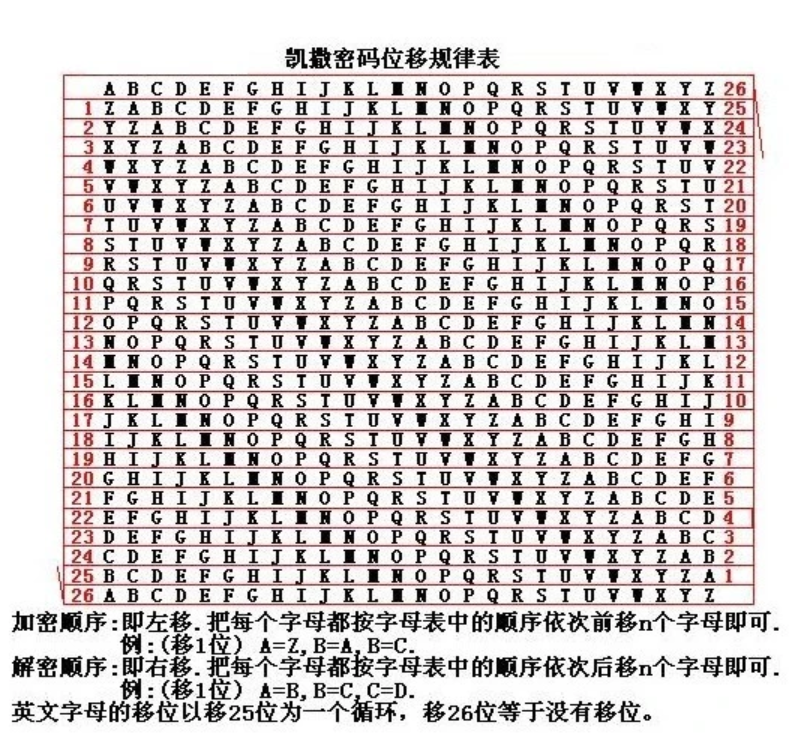 凯撒密码位移规律表
A B C D E F G H I J K L M N O P Q R S T U V W X Y Z 26
1 Z A B C D E F G H I J K L M N O P Q R S T U V W X Y 25
2 Y Z A B C D E F G H I J K L M N O P Q R S T U V W X 24
3 X Y Z A B C D E F G H I J K L M N O P Q R S T U V W 23
4 W X Y Z A B C D E F G H I J K L M N O P Q R S T U V 22
5 V W X Y Z A B C D E F G H I J K L M N O P Q R S T U 21
6 U V W X Y Z A B C D E F G H I J K L M N O P Q R S T 20
7 T U V W X Y Z A B C D E F G H I J K L M N O P Q R S 19
8 S T U V W X Y Z A B C D E F G H I J K L M N O P Q R 18
9 R S T U V W X Y Z A B C D E F G H I J K L M N O P Q 17
10 Q R S T U V W X Y Z A B C D E F G H I J K L M N O P 16
11 P Q R S T U V W X Y Z A B C D E F G H I J K L M N O 15
12 O P Q R S T U V W X Y Z A B C D E F G H I J K L M N 14
13 N O P Q R S T U V W X Y Z A B C D E F G H I J K L M 13
14 M N O P Q R S T U V W X Y Z A B C D E F G H I J K L 12
15 L M N O P Q R S T U V W X Y Z A B C D E F G H I J K 11
16 K L M N O P Q R S T U V W X Y Z A B C D E F G H I J 10
17 J K L M N O P Q R S T U V W X Y Z A B C D E F G H I 9
18 I J K L M N O P Q R S T U V W X Y Z A B C D E F G H 8
19 H I J K L M N O P Q R S T U V W X Y Z A B C D E F G 7
20 G H I J K L M N O P Q R S T U V W X Y Z A B C D E F 6
21 F G H I J K L M N O P Q R S T U V W X Y Z A B C D E 5
22 E F G H I J K L M N O P Q R S T U V W X Y Z A B C D 4
23 D E F G H I J K L M N O P Q R S T U V W X Y Z A B C 3
24 C D E F G H I J K L M N O P Q R S T U V W X Y Z A B 2
25 B C D E F G H I J K L M N O P Q R S T U V W X Y Z A 1
26 A B C D E F G H I J K L M N O P Q R S T U V W X Y Z
加密顺序:即左移.把每个字母都按字母表中的顺序依次前移n个字母即可.
例:(移1位) A=Z,B=A,B=C.
解密顺序:即右移.把每个字母都按字母表中的顺序依次后移n个字母即可.
例:(移1位) A=B,B=C,C=D.
英文字母的移位以移25位为一个循环，移26位等于没有移位。